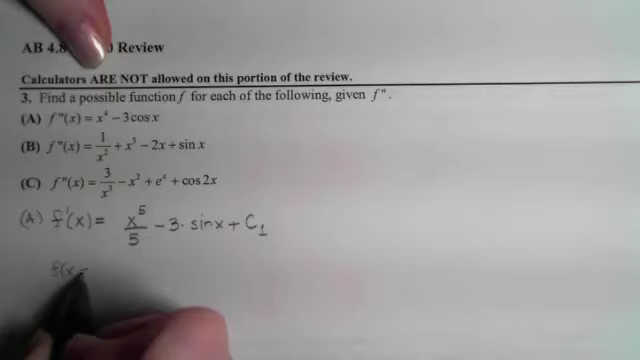 AB 4.8 0 Review
Calculators ARE NOT allowed on this portion of the review.
3. Find a possible function f for each of the following, given f".
(A) f"(x) = x⁴ − 3cos x
(B) f"(x) = 1/x² + x³ − 2x + sin x
(C) f"(x) = 3/x³ − x² + eˣ + cos 2x
(A) f'(x) = x⁵/5 − 3· sin x + C₁
f(x